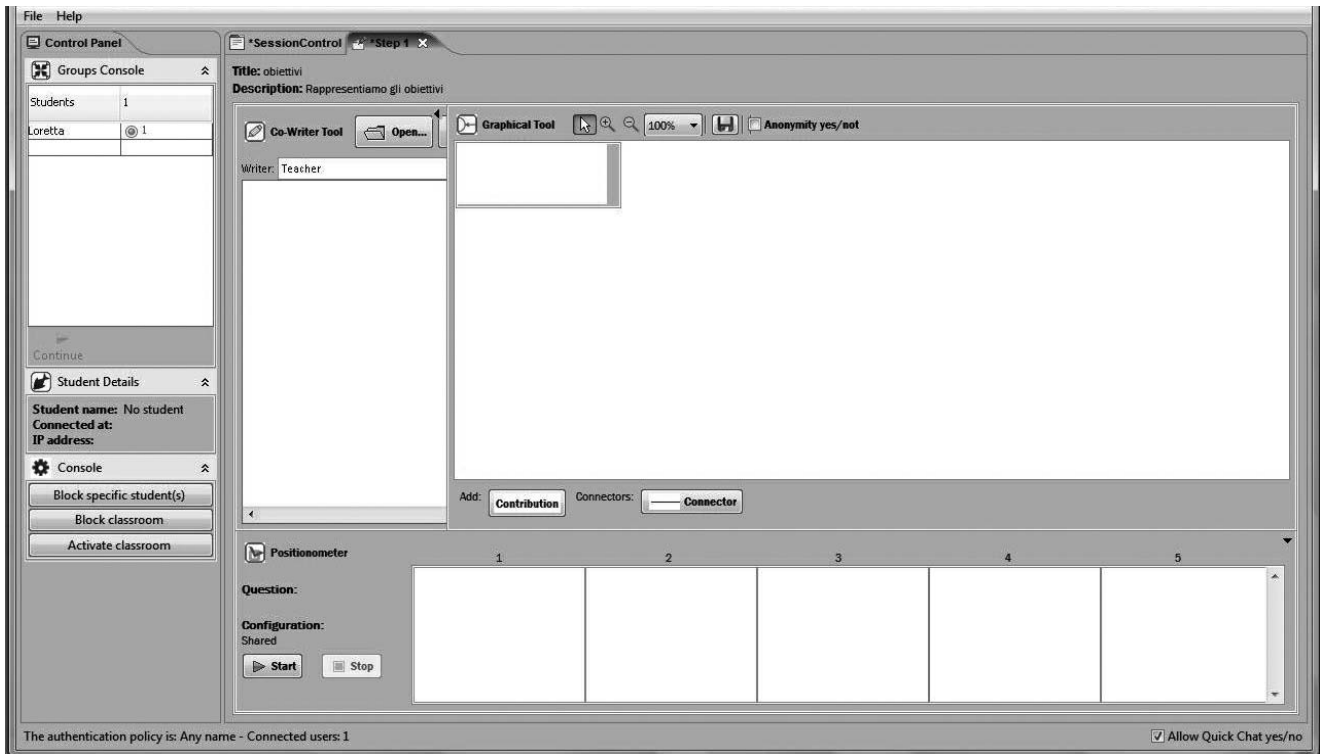 File Help
Control Panel
Groups Console
Students 1
Loretta 1
Continue
Student Details
Student name: No student
Connected at:
IP address:
Console
Block specific student(s)
Block classroom
Activate classroom
*SessionControl *Step 1
Title: obiettivi
Description: Rappresentiamo gli obiettivi
Co-Writer Tool Open...
Writer: Teacher
Graphical Tool 100% Anonymity yes/not
Add: Contribution Connectors: Connector
Positionometer 1 2 3 4 5
Question:
Configuration:
Shared
Start Stop
The authentication policy is: Any name - Connected users: 1
Allow Quick Chat yes/no